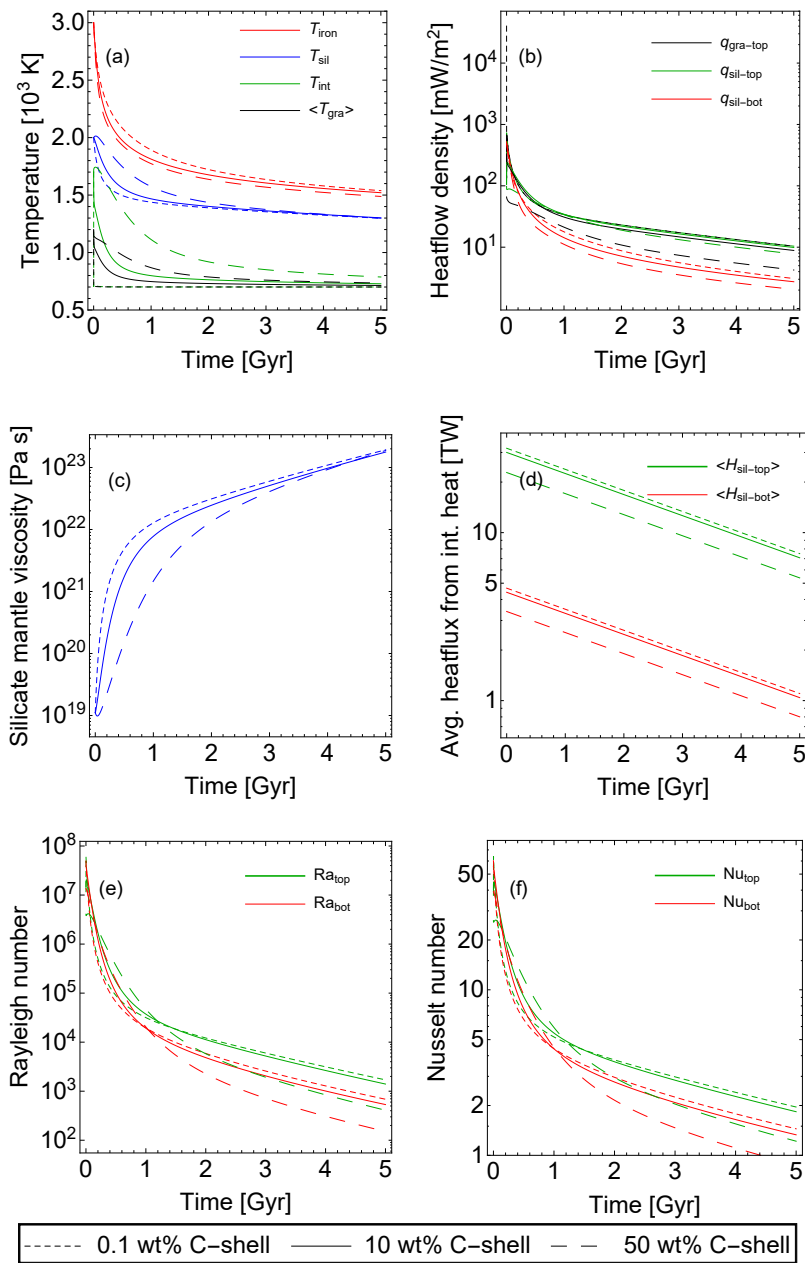 3.0
2.5
2.0
1.5
1.0
0.5
Temperature [10³ K]
(a)
T_iron
T_sil
T_int
<T_gra>
0 1 2 3 4 5
Time [Gyr]
10⁴
10³
10²
10¹
Heatflow density [mW/m²]
(b)
q_gra−top
q_sil−top
q_sil−bot
0 1 2 3 4 5
Time [Gyr]
10²³
10²²
10²¹
10²⁰
10¹⁹
Silicate mantle viscosity [Pa s]
(c)
0 1 2 3 4 5
Time [Gyr]
10
5
1
Avg. heatflux from int. heat [TW]
(d)
<H_sil−top>
<H_sil−bot>
0 1 2 3 4 5
Time [Gyr]
10⁸
10⁷
10⁶
10⁵
10⁴
10³
10²
Rayleigh number
(e)
Ra_top
Ra_bot
0 1 2 3 4 5
Time [Gyr]
50
20
10
5
2
1
Nusselt number
(f)
Nu_top
Nu_bot
0 1 2 3 4 5
Time [Gyr]
0.1 wt% C−shell 10 wt% C−shell 50 wt% C−shell